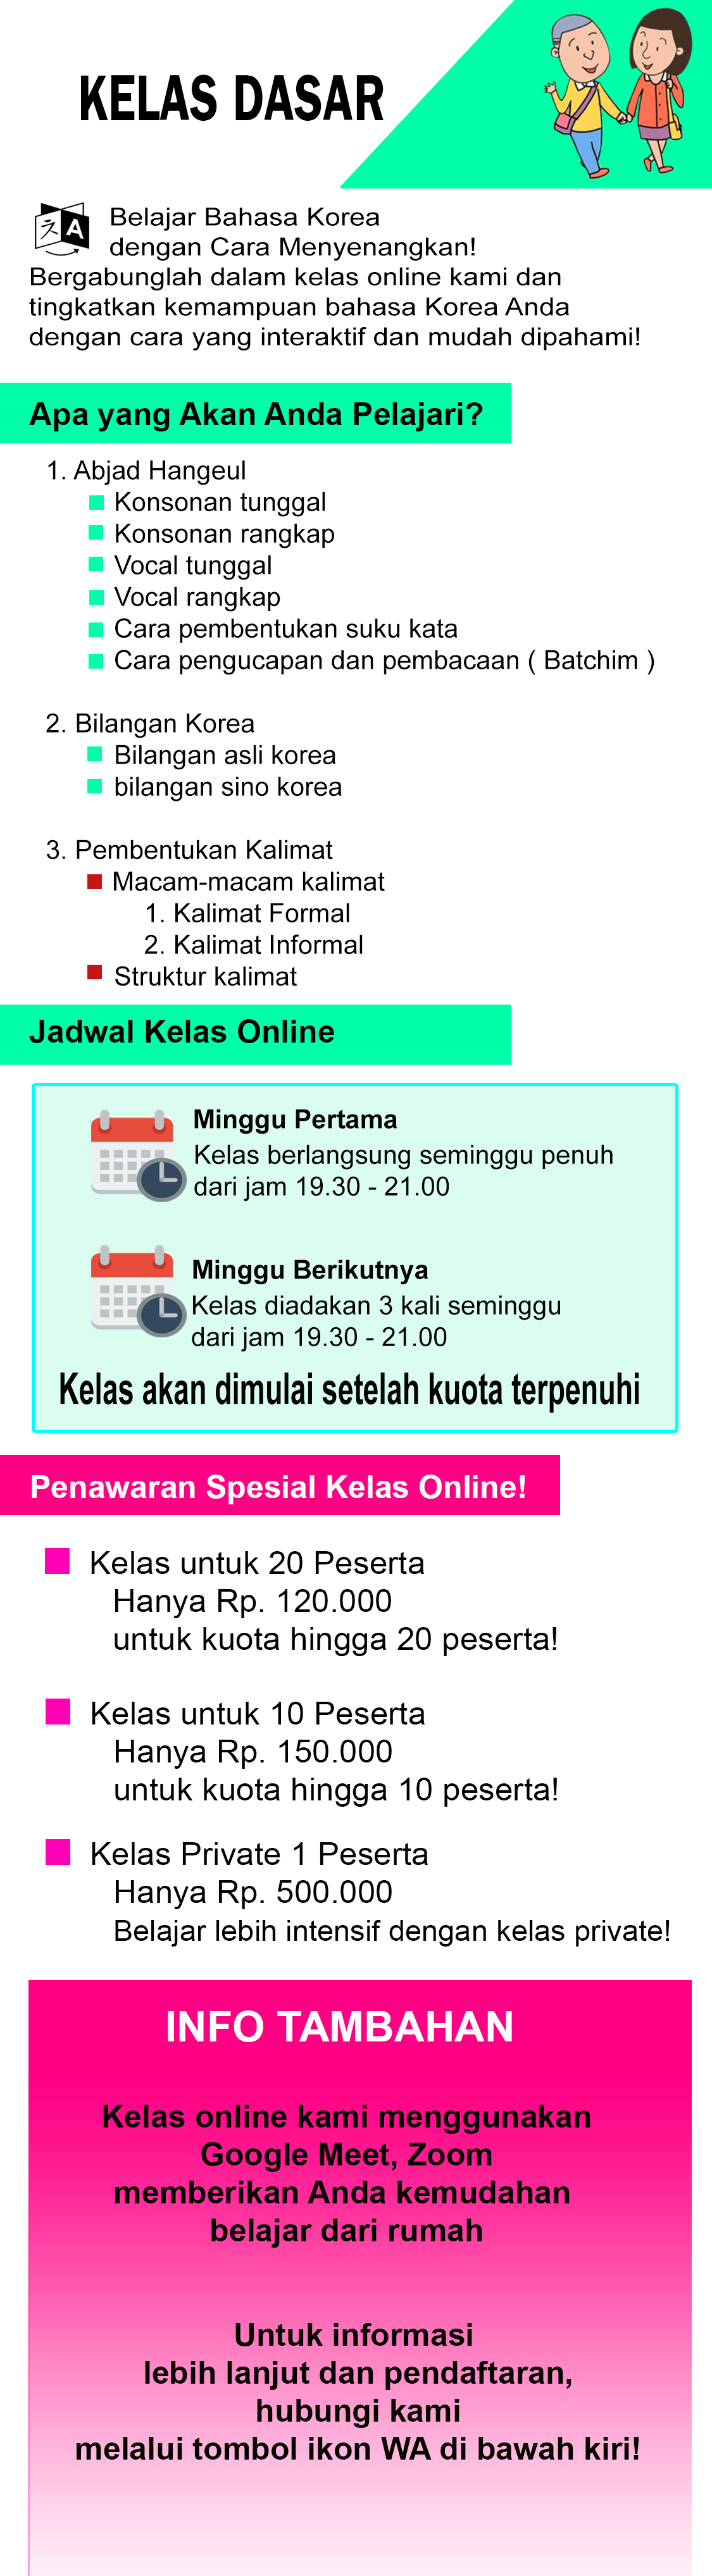 KELAS DASAR
Belajar Bahasa Korea
dengan Cara Menyenangkan!
Bergabunglah dalam kelas online kami dan
tingkatkan kemampuan bahasa Korea Anda
dengan cara yang interaktif dan mudah dipahami!
Apa yang Akan Anda Pelajari?
1. Abjad Hangeul
Konsonan tunggal
Konsonan rangkap
Vocal tunggal
Vocal rangkap
Cara pembentukan suku kata
Cara pengucapan dan pembacaan ( Batchim )
2. Bilangan Korea
Bilangan asli korea
bilangan sino korea
3. Pembentukan Kalimat
Macam-macam kalimat
1. Kalimat Formal
2. Kalimat Informal
Struktur kalimat
Jadwal Kelas Online
Minggu Pertama
Kelas berlangsung seminggu penuh
dari jam 19.30 - 21.00
Minggu Berikutnya
Kelas diadakan 3 kali seminggu
dari jam 19.30 - 21.00
Kelas akan dimulai setelah kuota terpenuhi
Penawaran Spesial Kelas Online!
Kelas untuk 20 Peserta
Hanya Rp. 120.000
untuk kuota hingga 20 peserta!
Kelas untuk 10 Peserta
Hanya Rp. 150.000
untuk kuota hingga 10 peserta!
Kelas Private 1 Peserta
Hanya Rp. 500.000
Belajar lebih intensif dengan kelas private!
INFO TAMBAHAN
Kelas online kami menggunakan
Google Meet, Zoom
memberikan Anda kemudahan
belajar dari rumah
Untuk informasi
lebih lanjut dan pendaftaran,
hubungi kami
melalui tombol ikon WA di bawah kiri!